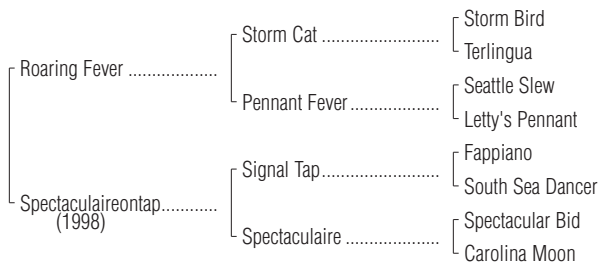 Storm Bird
Storm Cat ........................
Terlingua
Roaring Fever ..................
Seattle Slew
Pennant Fever ..................
Letty's Pennant
Fappiano
Signal Tap........................
South Sea Dancer
Spectaculaireontap...........
(1998)
Spectacular Bid
Spectaculaire ...................
Carolina Moon